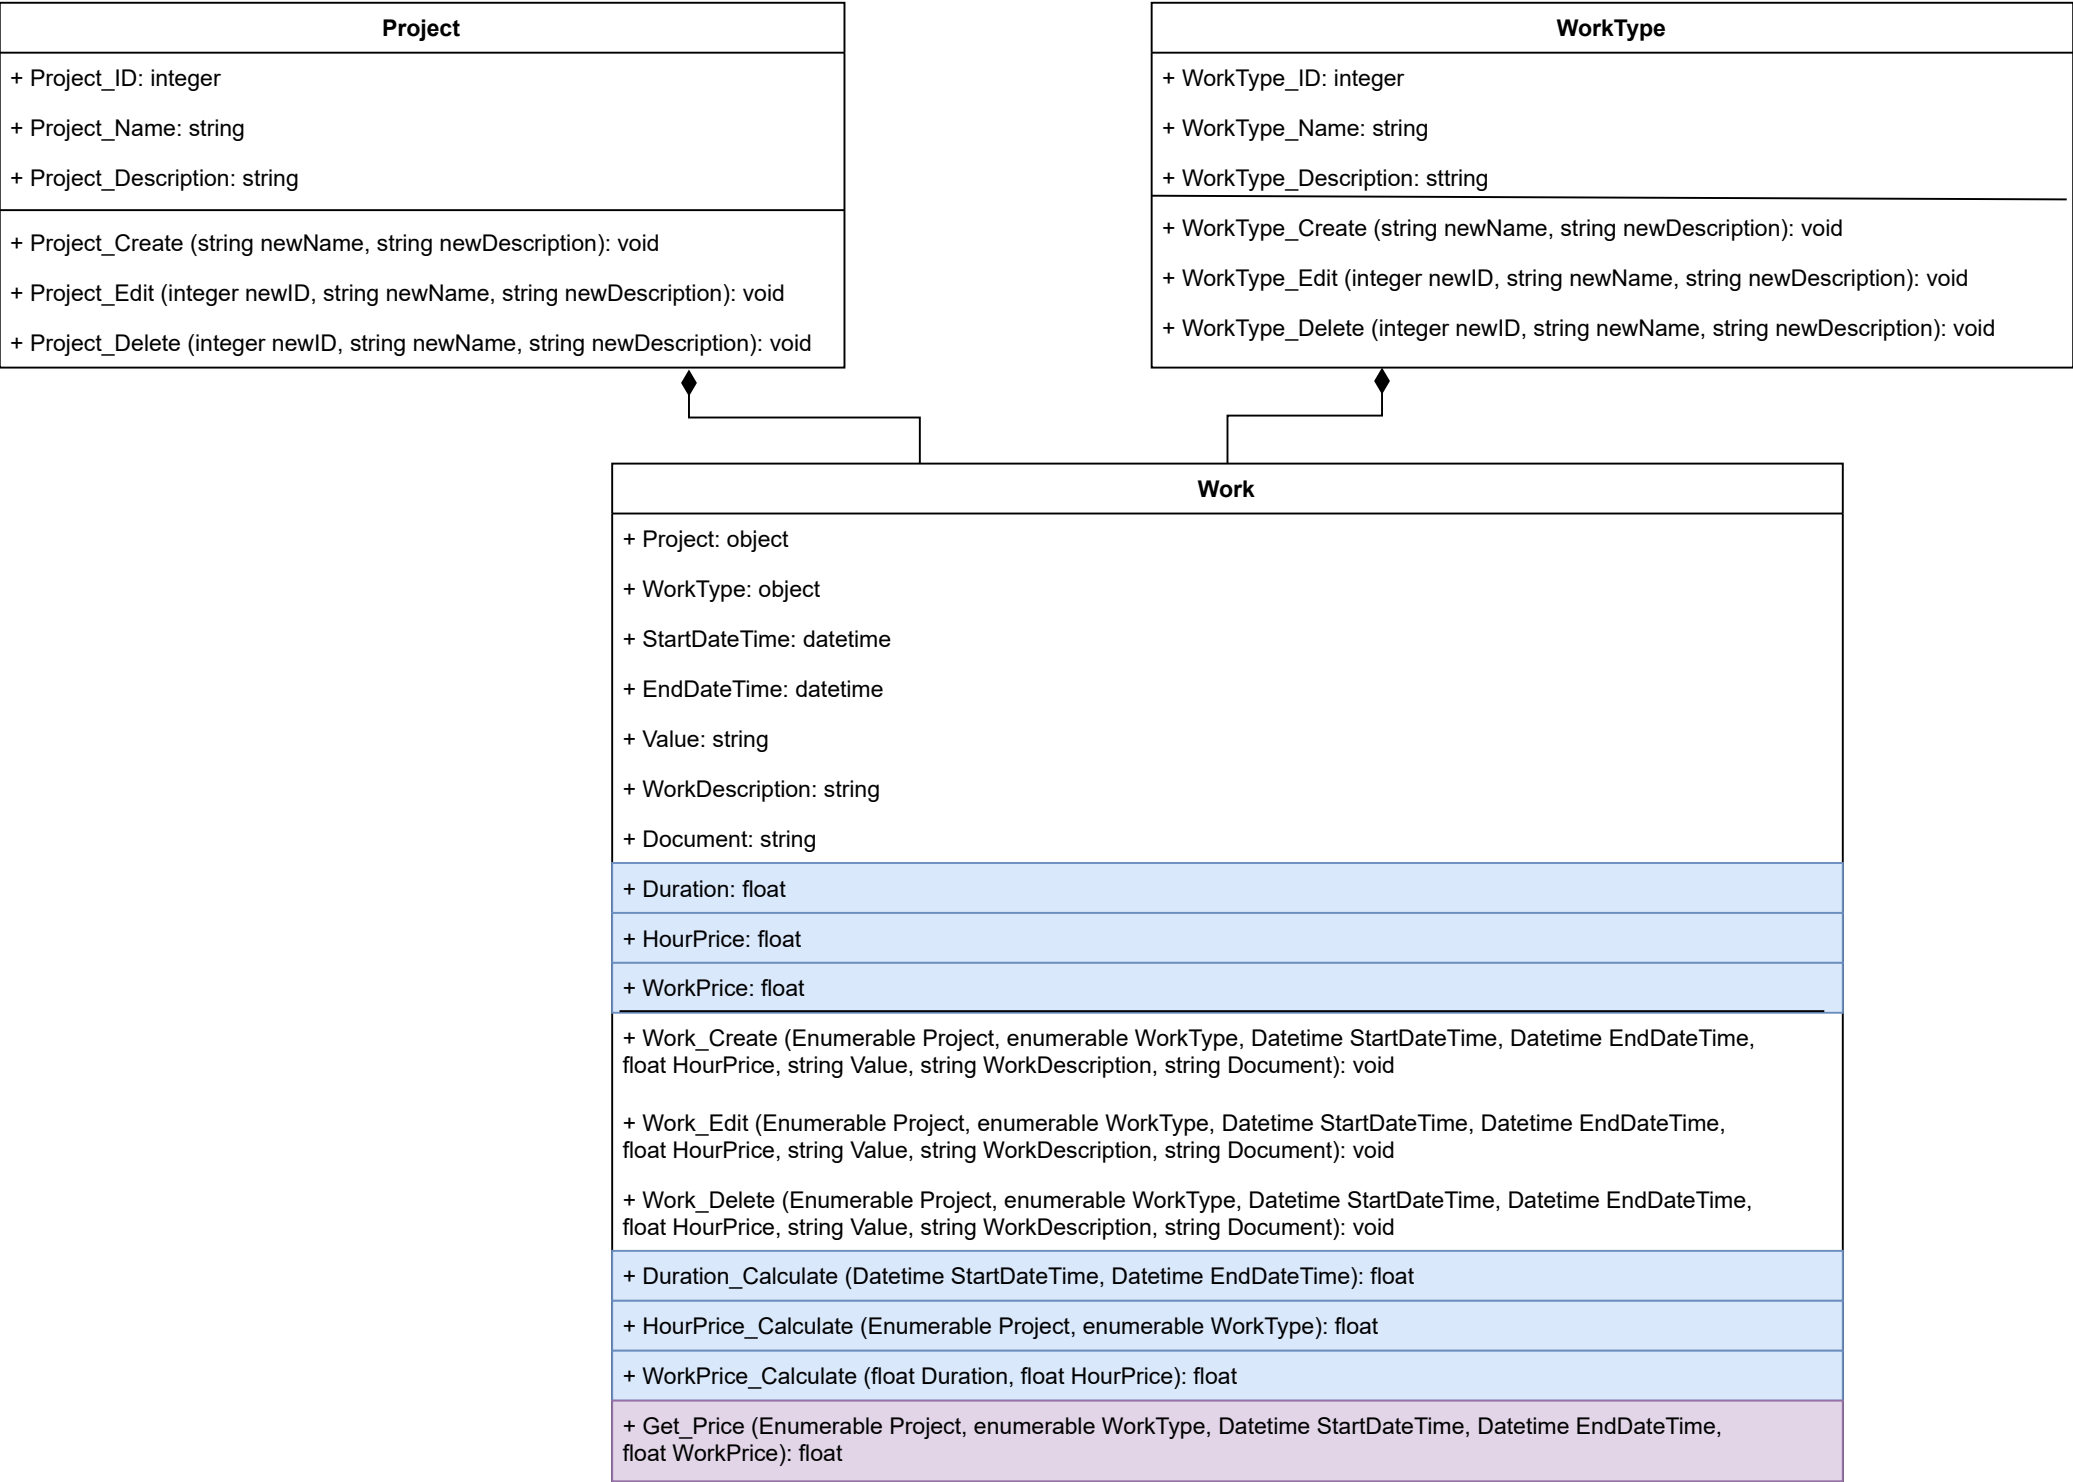 Project
+ Project_ID: integer
+ Project_Name: string
+ Project_Description: string
+ Project_Create (string newName, string newDescription): void
+ Project_Edit (integer newID, string newName, string newDescription): void
+ Project_Delete (integer newID, string newName, string newDescription): void
WorkType
+ WorkType_ID: integer
+ WorkType_Name: string
+ WorkType_Description: sttring
+ WorkType_Create (string newName, string newDescription): void
+ WorkType_Edit (integer newID, string newName, string newDescription): void
+ WorkType_Delete (integer newID, string newName, string newDescription): void
Work
+ Project: object
+ WorkType: object
+ StartDateTime: datetime
+ EndDateTime: datetime
+ Value: string
+ WorkDescription: string
+ Document: string
+ Duration: float
+ HourPrice: float
+ WorkPrice: float
+ Work_Create (Enumerable Project, enumerable WorkType, Datetime StartDateTime, Datetime EndDateTime,
float HourPrice, string Value, string WorkDescription, string Document): void
+ Work_Edit (Enumerable Project, enumerable WorkType, Datetime StartDateTime, Datetime EndDateTime,
float HourPrice, string Value, string WorkDescription, string Document): void
+ Work_Delete (Enumerable Project, enumerable WorkType, Datetime StartDateTime, Datetime EndDateTime,
float HourPrice, string Value, string WorkDescription, string Document): void
+ Duration_Calculate (Datetime StartDateTime, Datetime EndDateTime): float
+ HourPrice_Calculate (Enumerable Project, enumerable WorkType): float
+ WorkPrice_Calculate (float Duration, float HourPrice): float
+ Get_Price (Enumerable Project, enumerable WorkType, Datetime StartDateTime, Datetime EndDateTime,
float WorkPrice): float